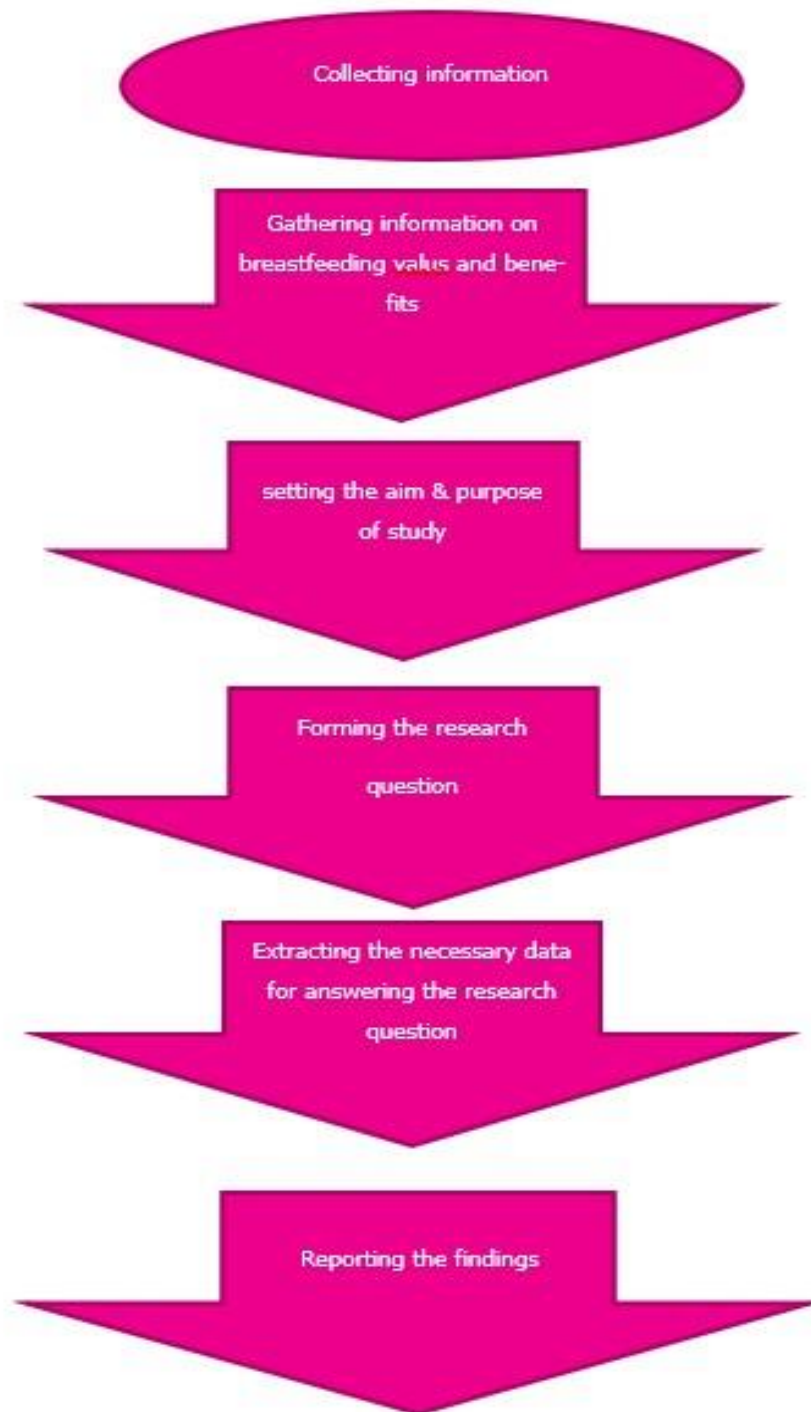 Collecting information
Gathering information on
breastfeeding valus and bene-
fits
setting the aim & purpose
of study
Forming the research
question
Extracting the necessary data
for answering the research
question
Reporting the findings